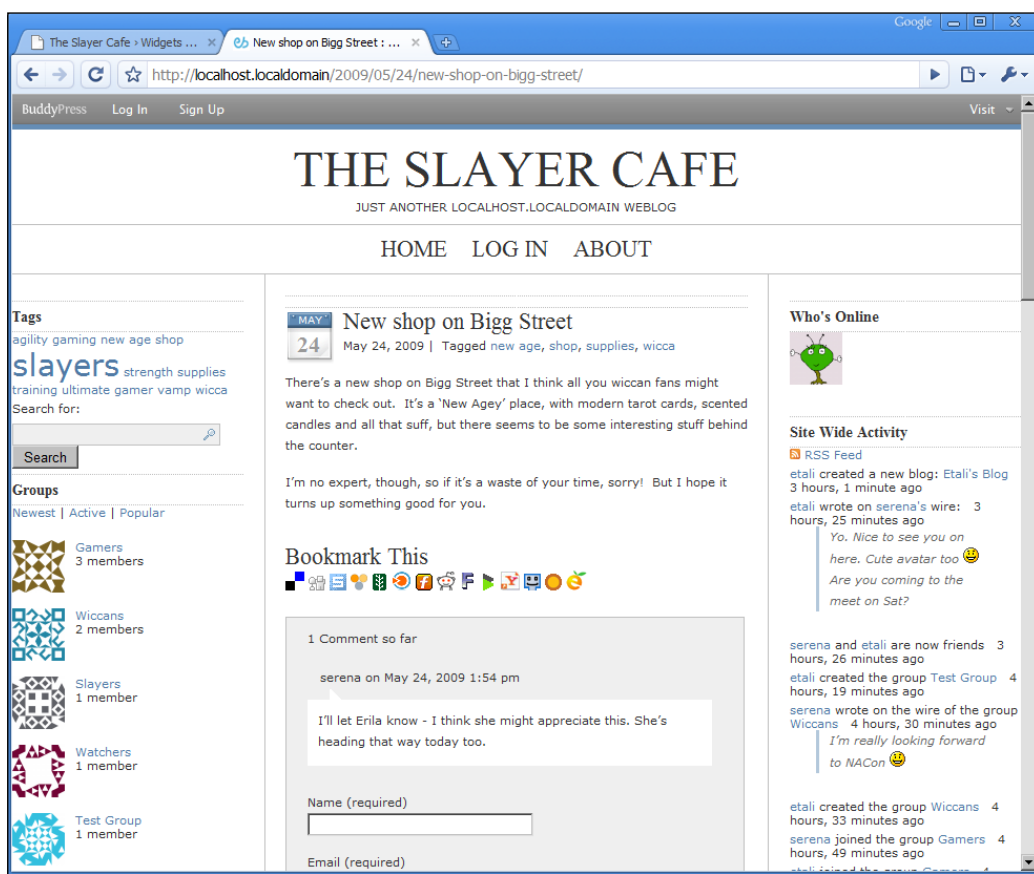 Google
The Slayer Cafe › Widgets ...
New shop on Bigg Street : ...
http://localhost.localdomain/2009/05/24/new-shop-on-bigg-street/
BuddyPress Log In Sign Up Visit
THE SLAYER CAFE
JUST ANOTHER LOCALHOST.LOCALDOMAIN WEBLOG
HOME LOG IN ABOUT
Tags
agility gaming new age shop
slayers strength supplies
training ultimate gamer vamp wicca
Search for:
Search
Groups
Newest | Active | Popular
Gamers
3 members
Wiccans
2 members
Slayers
1 member
Watchers
1 member
Test Group
1 member
MAY
24
New shop on Bigg Street
May 24, 2009 | Tagged new age, shop, supplies, wicca
There's a new shop on Bigg Street that I think all you wiccan fans might
want to check out. It's a 'New Agey' place, with modern tarot cards, scented
candles and all that suff, but there seems to be some interesting stuff behind
the counter.
I'm no expert, though, so if it's a waste of your time, sorry! But I hope it
turns up something good for you.
Bookmark This
1 Comment so far
serena on May 24, 2009 1:54 pm
I'll let Erila know - I think she might appreciate this. She's
heading that way today too.
Name (required)
Email (required)
Who's Online
Site Wide Activity
RSS Feed
etali created a new blog: Etali's Blog
3 hours, 1 minute ago
etali wrote on serena's wire: 3
hours, 25 minutes ago
Yo. Nice to see you on
here. Cute avatar too
Are you coming to the
meet on Sat?
serena and etali are now friends 3
hours, 26 minutes ago
etali created the group Test Group 4
hours, 19 minutes ago
serena wrote on the wire of the group
Wiccans 4 hours, 30 minutes ago
I'm really looking forward
to NACon
etali created the group Wiccans 4
hours, 33 minutes ago
serena joined the group Gamers 4
hours, 49 minutes ago